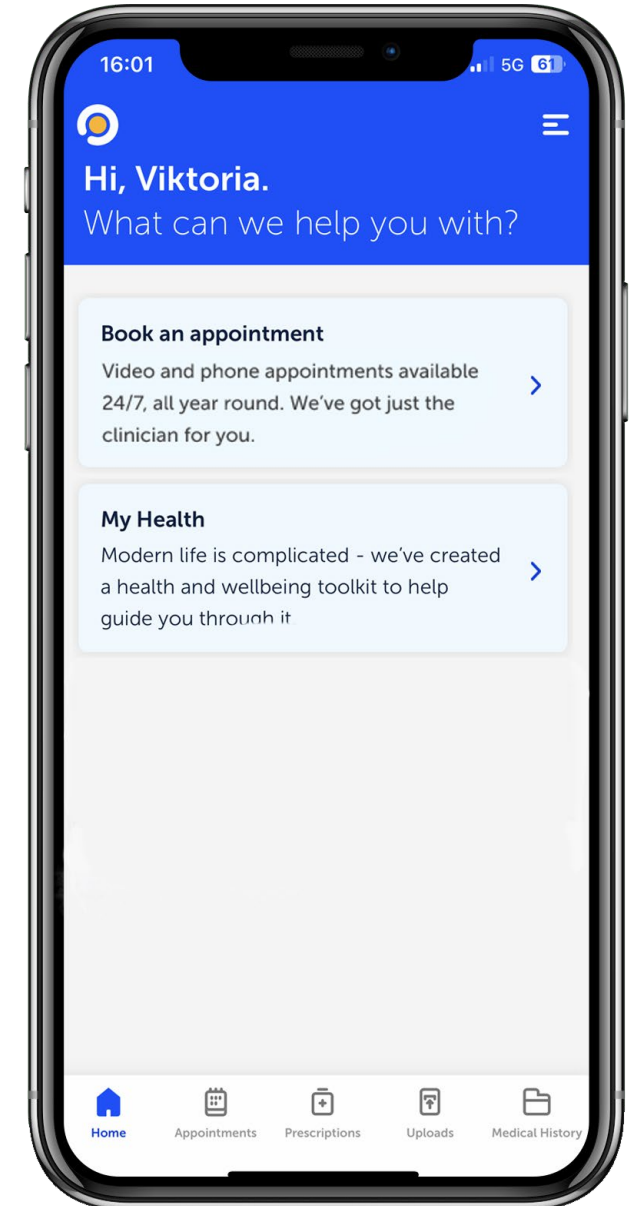 16:01
5G 61
Hi, Viktoria.
What can we help you with?
Book an appointment
Video and phone appointments available
24/7, all year round. We've got just the
clinician for you.
My Health
Modern life is complicated - we've created
a health and wellbeing toolkit to help
guide you through it
Home Appointments Prescriptions Uploads Medical History